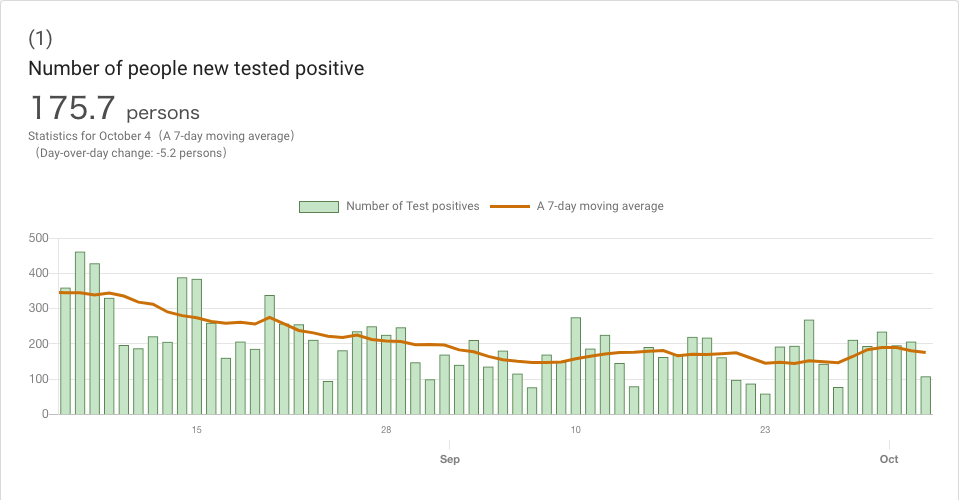 (1)
Number of people new tested positive
175.7 persons
Statistics for October 4 (A 7-day moving average)
(Day-over-day change: -5.2 persons)
Number of Test positives A 7-day moving average
500
400
300
200
100
0
15 28 10 23
Sep Oct